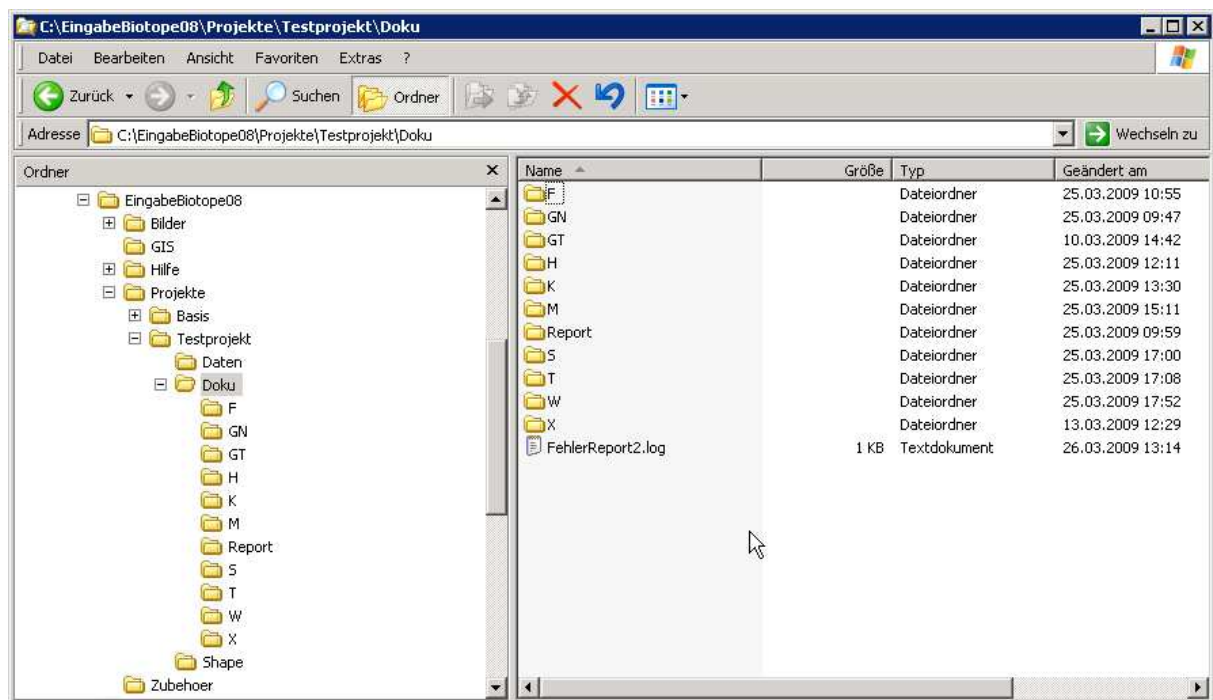 C:\EingabeBiotope08\Projekte\Testprojekt\Doku
Datei Bearbeiten Ansicht Favoriten Extras ?
Zurück Suchen Ordner
Adresse C:\EingabeBiotope08\Projekte\Testprojekt\Doku Wechseln zu
Ordner
EingabeBiotope08
Bilder
GIS
Hilfe
Projekte
Basis
Testprojekt
Daten
Doku
F
GN
GT
H
K
M
Report
S
T
W
X
Shape
Zubehoer
Name Größe Typ Geändert am
F Dateiordner 25.03.2009 10:55
GN Dateiordner 25.03.2009 09:47
GT Dateiordner 10.03.2009 14:42
H Dateiordner 25.03.2009 12:11
K Dateiordner 25.03.2009 13:30
M Dateiordner 25.03.2009 15:11
Report Dateiordner 25.03.2009 09:59
S Dateiordner 25.03.2009 17:00
T Dateiordner 25.03.2009 17:08
W Dateiordner 25.03.2009 17:52
X Dateiordner 13.03.2009 12:29
FehlerReport2.log 1 KB Textdokument 26.03.2009 13:14